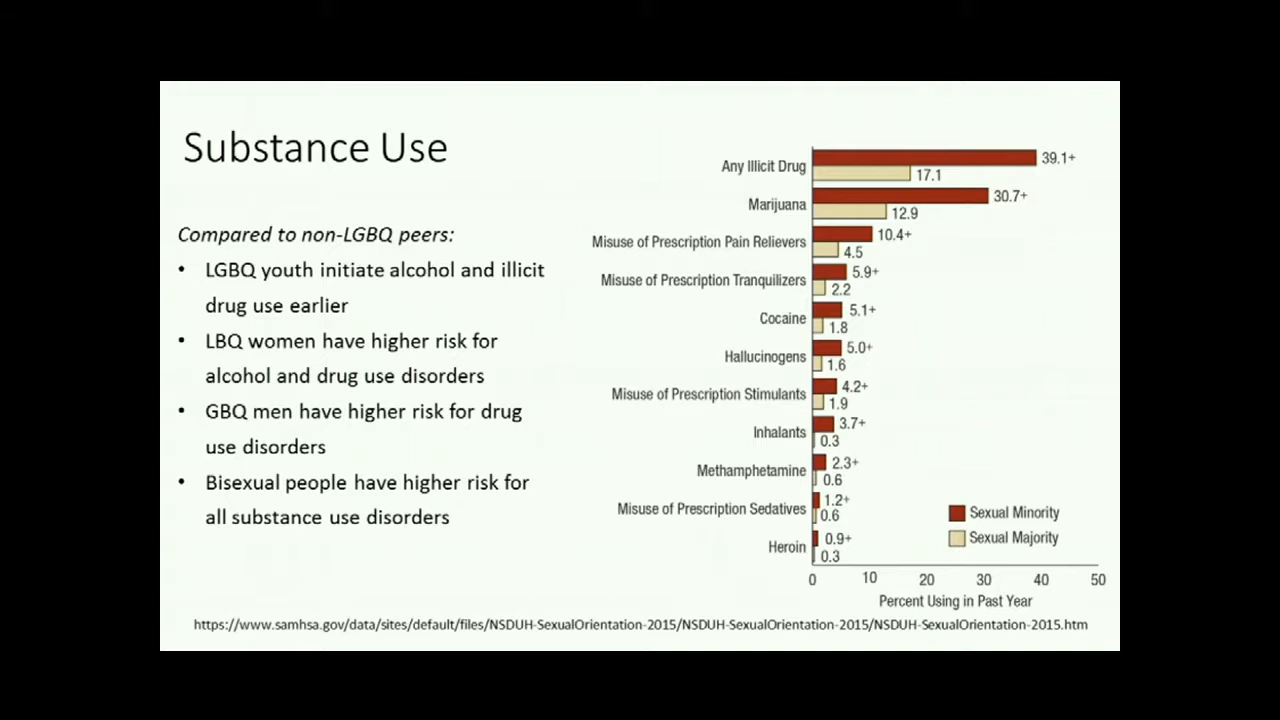 Substance Use
Compared to non-LGBQ peers:
• LGBQ youth initiate alcohol and illicit
drug use earlier
• LBQ women have higher risk for
alcohol and drug use disorders
• GBQ men have higher risk for drug
use disorders
• Bisexual people have higher risk for
all substance use disorders
Any Illicit Drug
39.1+
17.1
Marijuana
30.7+
12.9
Misuse of Prescription Pain Relievers
10.4+
4.5
Misuse of Prescription Tranquilizers
5.9+
2.2
Cocaine
5.1+
1.8
Hallucinogens
5.0+
1.6
Misuse of Prescription Stimulants
4.2+
1.9
Inhalants
3.7+
0.3
Methamphetamine
2.3+
0.6
Misuse of Prescription Sedatives
1.2+
0.6
Heroin
0.9+
0.3
Sexual Minority
Sexual Majority
0 10 20 30 40 50
Percent Using in Past Year
https://www.samhsa.gov/data/sites/default/files/NSDUH-SexualOrientation-2015/NSDUH-SexualOrientation-2015/NSDUH-SexualOrientation-2015.htm